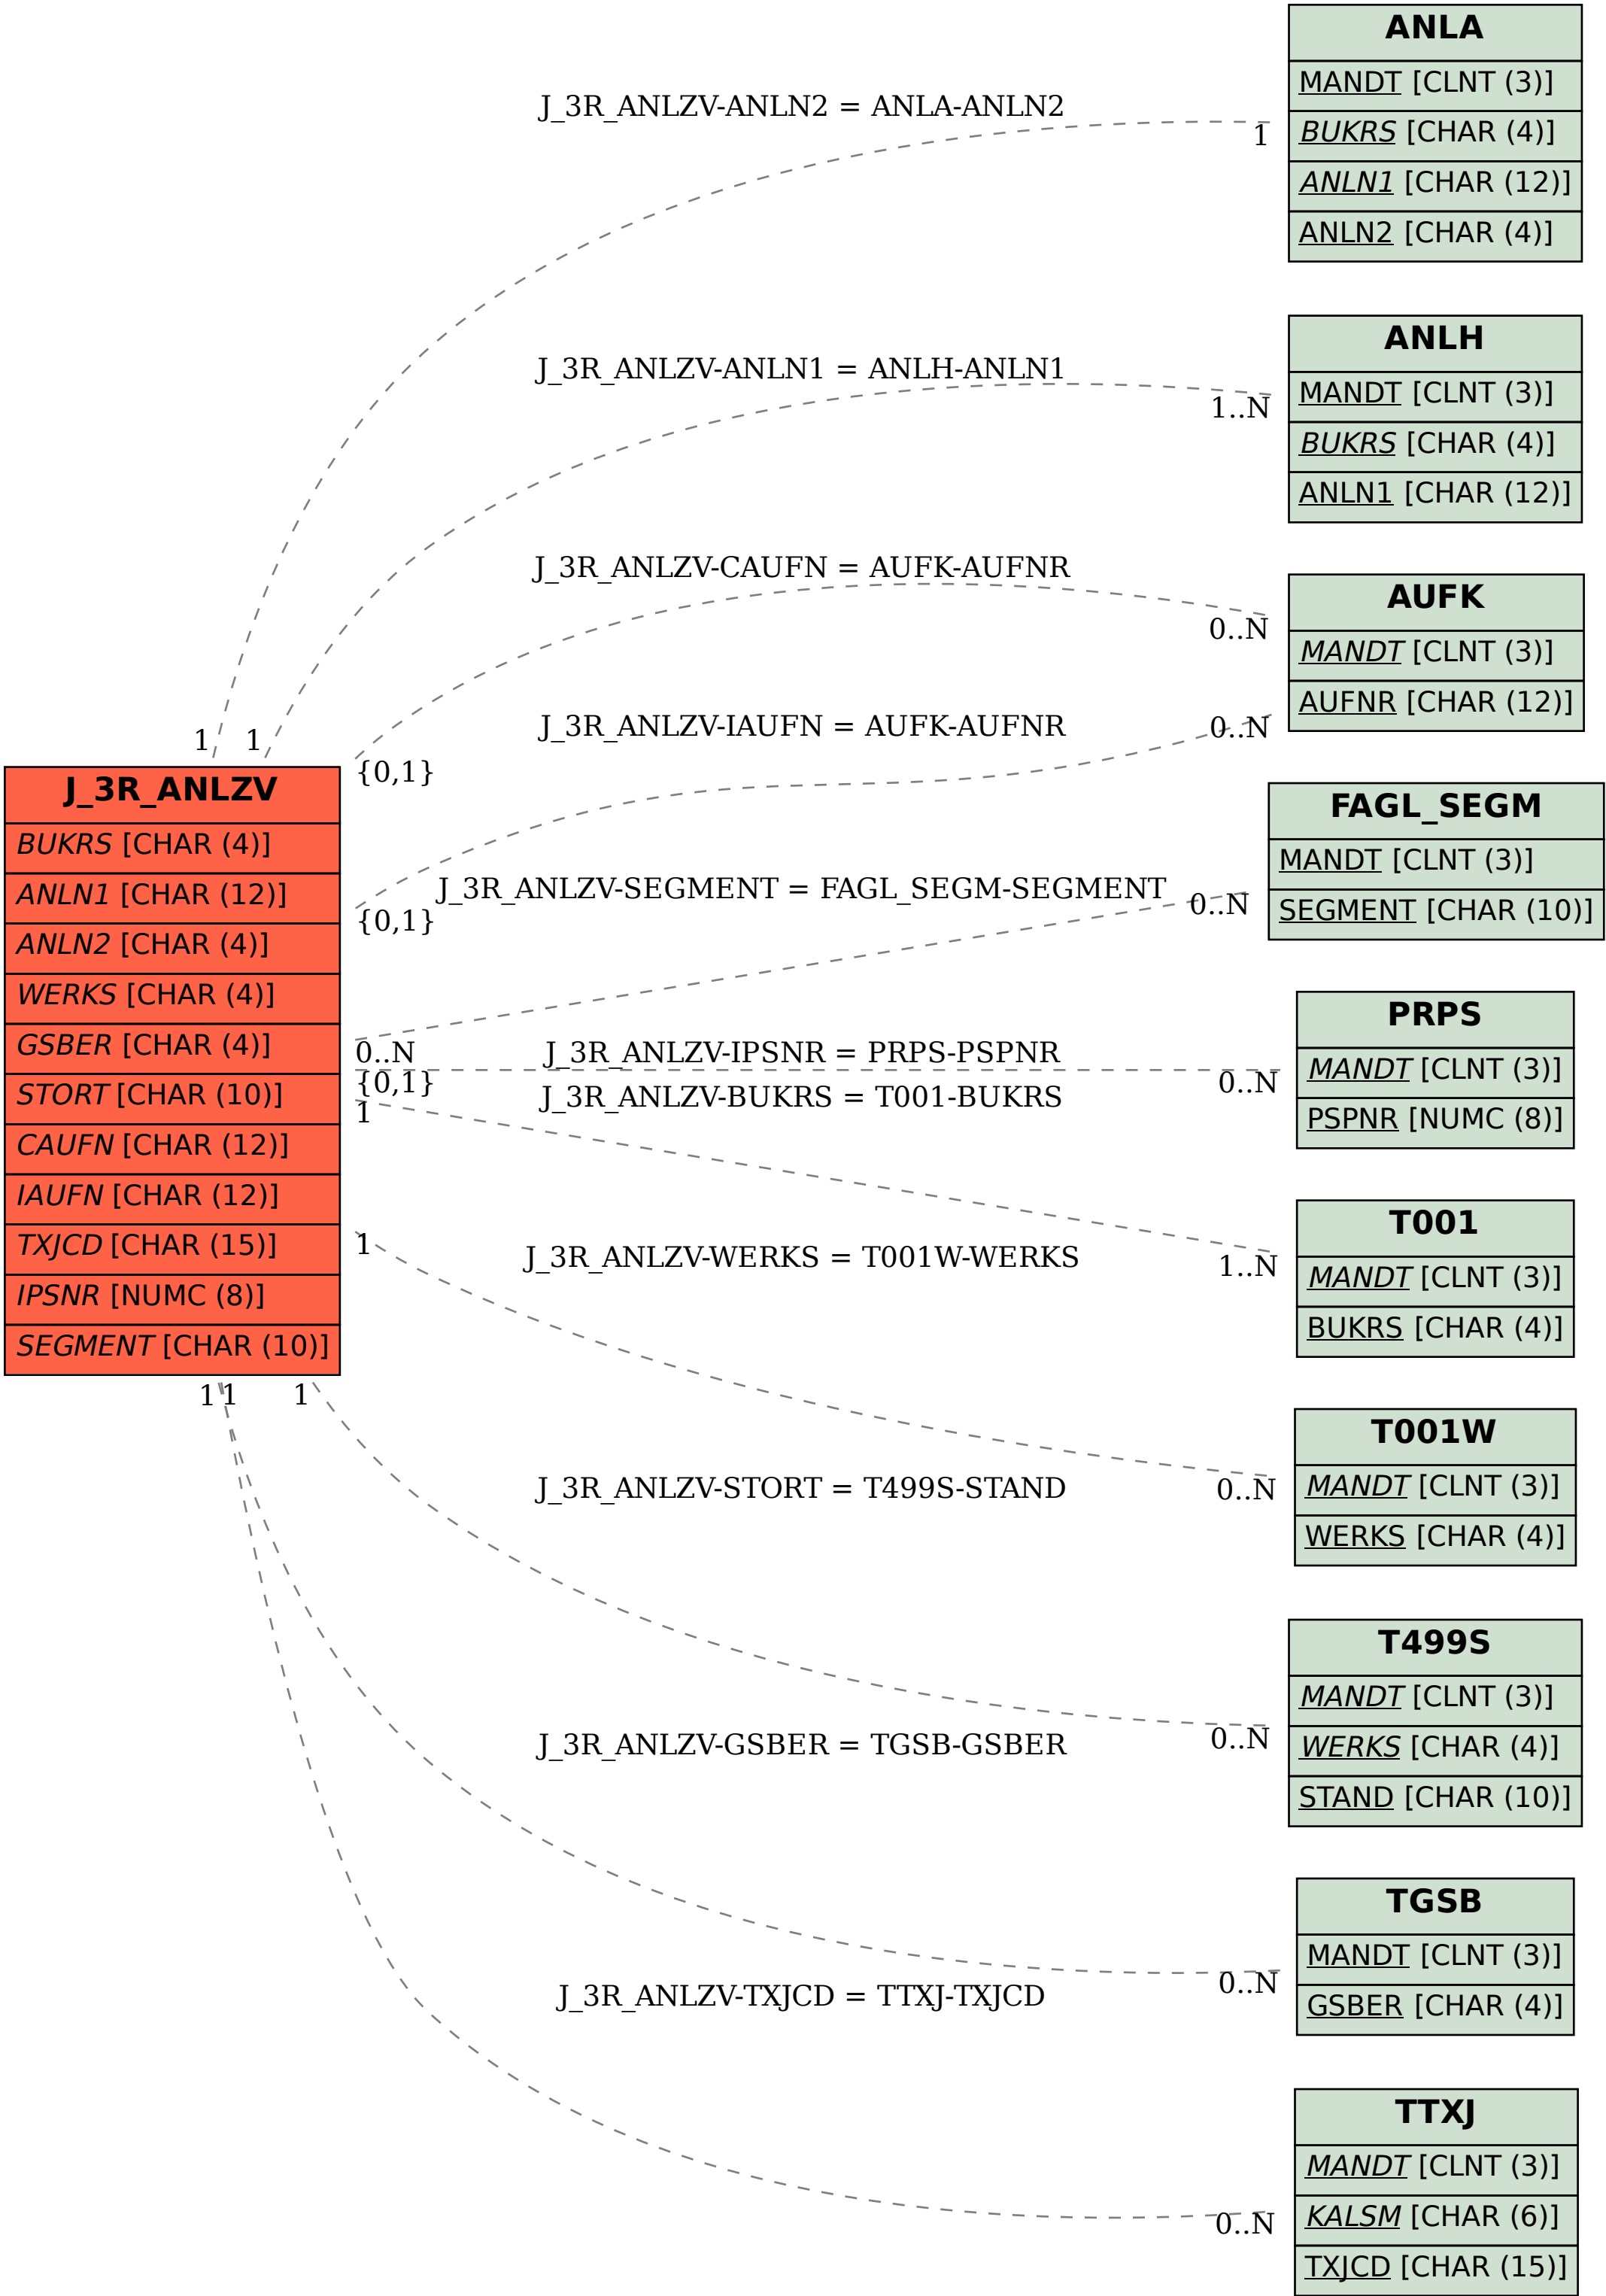 ANLA
MANDT [CLNT (3)]
BUKRS [CHAR (4)]
ANLN1 [CHAR (12)]
ANLN2 [CHAR (4)]
J_3R_ANLZV-ANLN2 = ANLA-ANLN2
1
1
ANLH
MANDT [CLNT (3)]
BUKRS [CHAR (4)]
ANLN1 [CHAR (12)]
J_3R_ANLZV-ANLN1 = ANLH-ANLN1
1..N
1
AUFK
MANDT [CLNT (3)]
AUFNR [CHAR (12)]
J_3R_ANLZV-CAUFN = AUFK-AUFNR
0..N
{0,1}
J_3R_ANLZV-IAUFN = AUFK-AUFNR
0..N
{0,1}
J_3R_ANLZV
BUKRS [CHAR (4)]
ANLN1 [CHAR (12)]
ANLN2 [CHAR (4)]
WERKS [CHAR (4)]
GSBER [CHAR (4)]
STORT [CHAR (10)]
CAUFN [CHAR (12)]
IAUFN [CHAR (12)]
TXJCD [CHAR (15)]
IPSNR [NUMC (8)]
SEGMENT [CHAR (10)]
FAGL_SEGM
MANDT [CLNT (3)]
SEGMENT [CHAR (10)]
J_3R_ANLZV-SEGMENT = FAGL_SEGM-SEGMENT
0..N
0..N
PRPS
MANDT [CLNT (3)]
PSPNR [NUMC (8)]
J_3R_ANLZV-IPSNR = PRPS-PSPNR
0..N
{0,1}
T001
MANDT [CLNT (3)]
BUKRS [CHAR (4)]
J_3R_ANLZV-BUKRS = T001-BUKRS
1..N
1
T001W
MANDT [CLNT (3)]
WERKS [CHAR (4)]
J_3R_ANLZV-WERKS = T001W-WERKS
0..N
1
T499S
MANDT [CLNT (3)]
WERKS [CHAR (4)]
STAND [CHAR (10)]
J_3R_ANLZV-STORT = T499S-STAND
0..N
1
TGSB
MANDT [CLNT (3)]
GSBER [CHAR (4)]
J_3R_ANLZV-GSBER = TGSB-GSBER
0..N
1
TTXJ
MANDT [CLNT (3)]
KALSM [CHAR (6)]
TXJCD [CHAR (15)]
J_3R_ANLZV-TXJCD = TTXJ-TXJCD
0..N
1